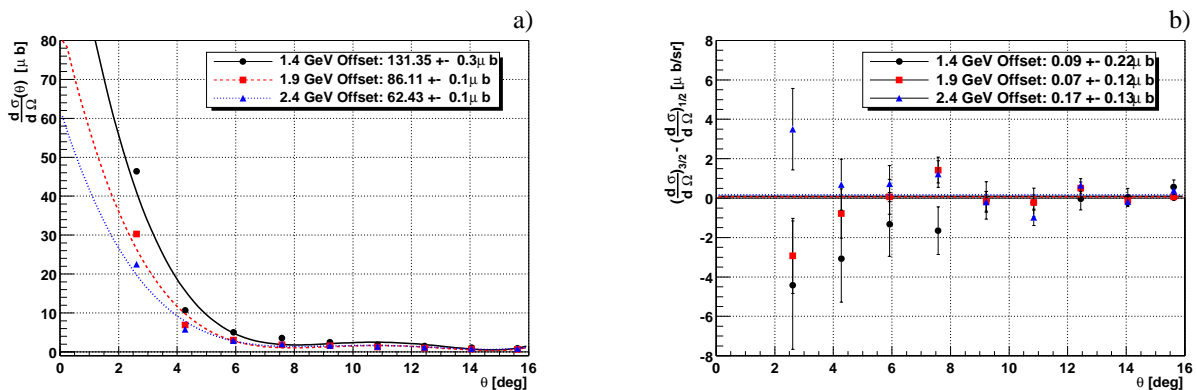 a)
dσ/dΩ(θ) [μ b]
80
70
60
50
40
30
20
10
0
1.4 GeV Offset: 131.35 +- 0.3μ b
1.9 GeV Offset: 86.11 +- 0.1μ b
2.4 GeV Offset: 62.43 +- 0.1μ b
0 2 4 6 8 10 12 14 16
θ [deg]
b)
(dσ/dΩ)3/2 - (dσ/dΩ)1/2 [μ b/sr]
8
6
4
2
0
-2
-4
-6
-8
1.4 GeV Offset: 0.09 +- 0.22μ b
1.9 GeV Offset: 0.07 +- 0.12μ b
2.4 GeV Offset: 0.17 +- 0.13μ b
0 2 4 6 8 10 12 14 16
θ [deg]